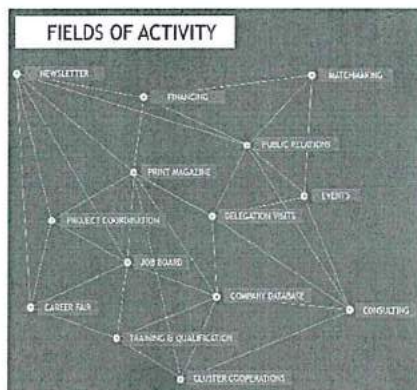 FIELDS OF ACTIVITY
NEWSLETTER
MATCHMAKING
FINANCING
PUBLIC RELATIONS
PRINT MAGAZINE
EVENTS
PROJECT COORDINATION
DELEGATION VISITS
JOB BOARD
COMPANY DATABASE
CAREER FAIR
CONSULTING
TRAINING & QUALIFICATION
CLUSTER COOPERATIONS